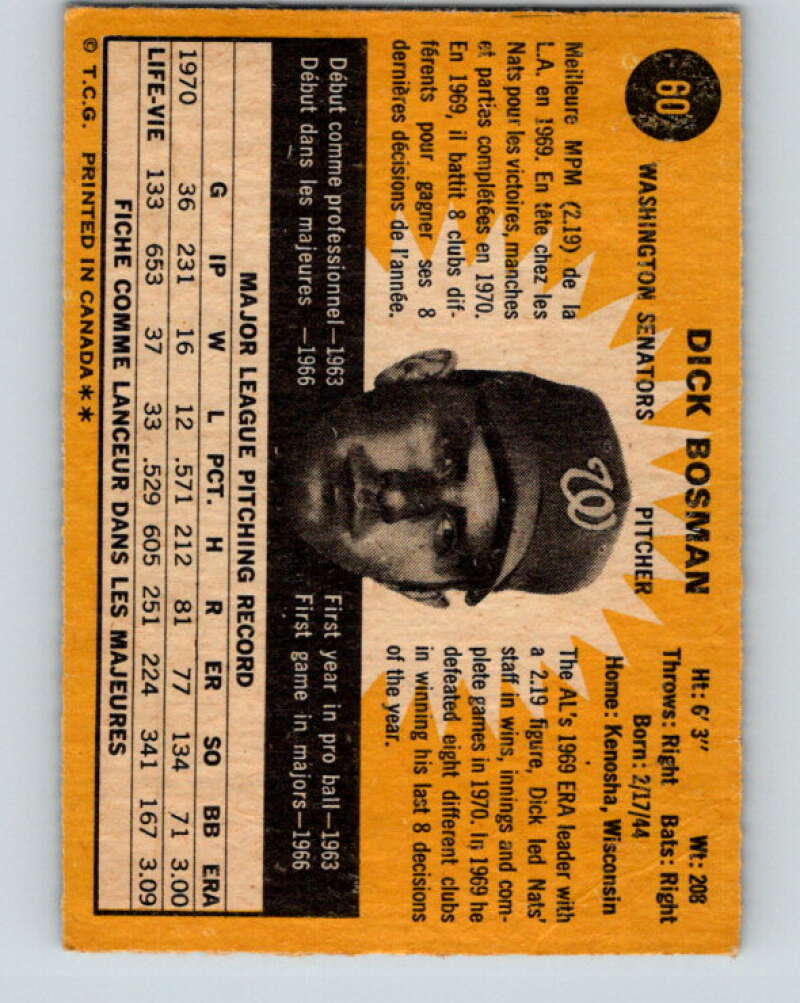 60
DICK BOSMAN
WASHINGTON SENATORS PITCHER
Ht: 6' 3" Wt: 208
Throws: Right Bats: Right
Born: 2/17/44
Home: Kenosha, Wisconsin
Meilleure MPM (2.19) de la
L.A. en 1969. En tête chez les
Nats pour les victoires, manches
et parties complétées en 1970.
En 1969, il battit 8 clubs dif-
férents pour gagner ses 8
dernières décisions de l'année.
W
The AL's 1969 ERA leader with
a 2.19 figure, Dick led Nats'
staff in wins, innings and com-
plete games in 1970. In 1969 he
defeated eight different clubs
in winning his last 8 decisions
of the year.
Début comme professionnel—1963
Début dans les majeures —1966
First year in pro ball—1963
First game in majors—1966
MAJOR LEAGUE PITCHING RECORD
G IP W L PCT. H R ER SO BB ERA
1970 36 231 16 12 .571 212 81 77 134 71 3.00
LIFE-VIE 133 653 37 33 .529 605 251 224 341 167 3.09
FICHE COMME LANCEUR DANS LES MAJEURES
© T.C.G. PRINTED IN CANADA**